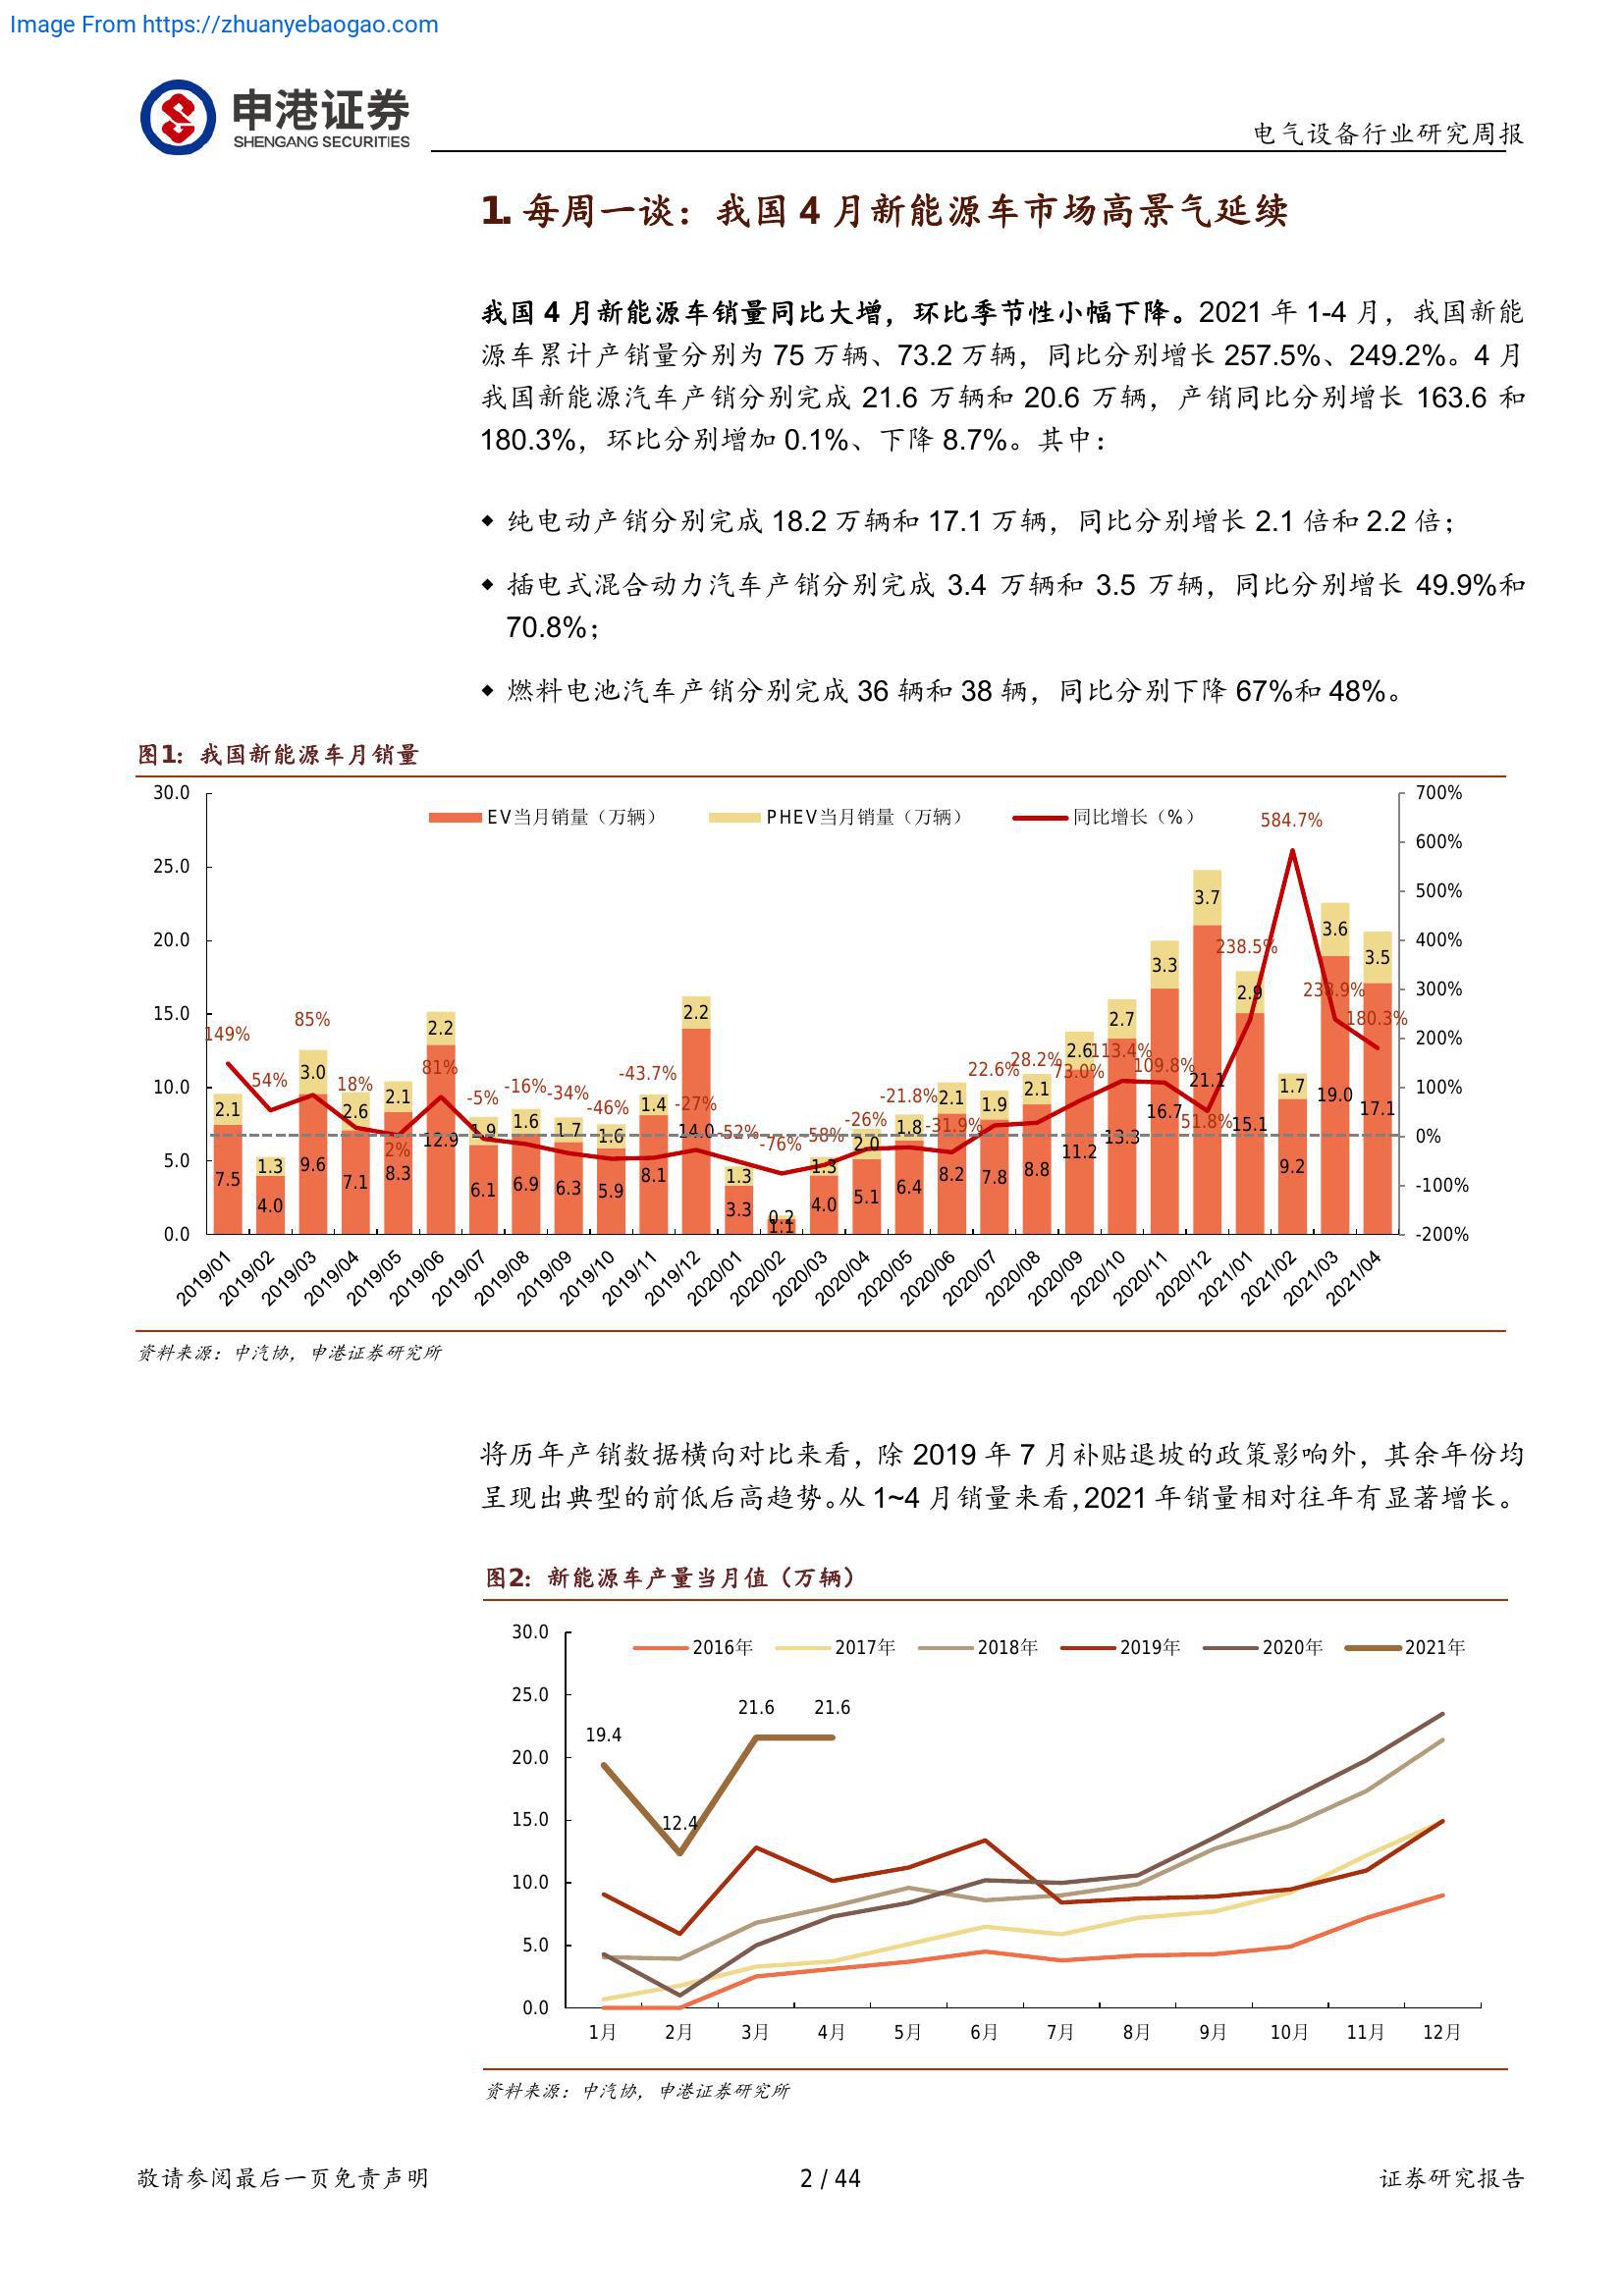 Image From https://zhuanyebaogao.com
申港证券
SHENGANG SECURITIES
电气设备行业研究周报
1. 每周一谈：我国 4 月新能源车市场高景气延续
我国 4 月新能源车销量同比大增，环比季节性小幅下降。2021 年 1-4 月，我国新能
源车累计产销量分别为 75 万辆、73.2 万辆，同比分别增长 257.5%、249.2%。4 月
我国新能源汽车产销分别完成 21.6 万辆和 20.6 万辆，产销同比分别增长 163.6 和
180.3%，环比分别增加 0.1%、下降 8.7%。其中：
◆ 纯电动产销分别完成 18.2 万辆和 17.1 万辆，同比分别增长 2.1 倍和 2.2 倍；
◆ 插电式混合动力汽车产销分别完成 3.4 万辆和 3.5 万辆，同比分别增长 49.9%和
70.8%；
◆ 燃料电池汽车产销分别完成 36 辆和 38 辆，同比分别下降 67%和 48%。
图1：我国新能源车月销量
EV当月销量（万辆） PHEV当月销量（万辆） 同比增长（%）
30.0
25.0
20.0
15.0
10.0
5.0
0.0
700%
600%
500%
400%
300%
200%
100%
0%
-100%
-200%
149% 54% 85% 18% 2% 81% -5% -16% -34% -46% -43.7% -27% -52% -76% -58% -26% -21.8% -31.9% 22.6% 28.2% 73.0% 113.4% 109.8% 51.8% 238.5% 584.7% 238.9% 180.3%
2.1 1.3 3.0 2.6 2.1 2.2 1.9 1.6 1.7 1.6 1.4 2.2 1.3 0.2 1.3 2.0 1.8 2.1 1.9 2.1 2.6 2.7 3.3 3.7 2.9 1.7 3.6 3.5
7.5 4.0 9.6 7.1 8.3 12.9 6.1 6.9 6.3 5.9 8.1 14.0 3.3 1.1 4.0 5.1 6.4 8.2 7.8 8.8 11.2 13.3 16.7 21.1 15.1 9.2 19.0 17.1
2019/01 2019/02 2019/03 2019/04 2019/05 2019/06 2019/07 2019/08 2019/09 2019/10 2019/11 2019/12 2020/01 2020/02 2020/03 2020/04 2020/05 2020/06 2020/07 2020/08 2020/09 2020/10 2020/11 2020/12 2021/01 2021/02 2021/03 2021/04
资料来源：中汽协，申港证券研究所
将历年产销数据横向对比来看，除 2019 年 7 月补贴退坡的政策影响外，其余年份均
呈现出典型的前低后高趋势。从 1~4 月销量来看，2021 年销量相对往年有显著增长。
图2：新能源车产量当月值（万辆）
2016年 2017年 2018年 2019年 2020年 2021年
30.0
25.0
20.0
15.0
10.0
5.0
0.0
19.4 12.4 21.6 21.6
1月 2月 3月 4月 5月 6月 7月 8月 9月 10月 11月 12月
资料来源：中汽协，申港证券研究所
敬请参阅最后一页免责声明
2 / 44
证券研究报告